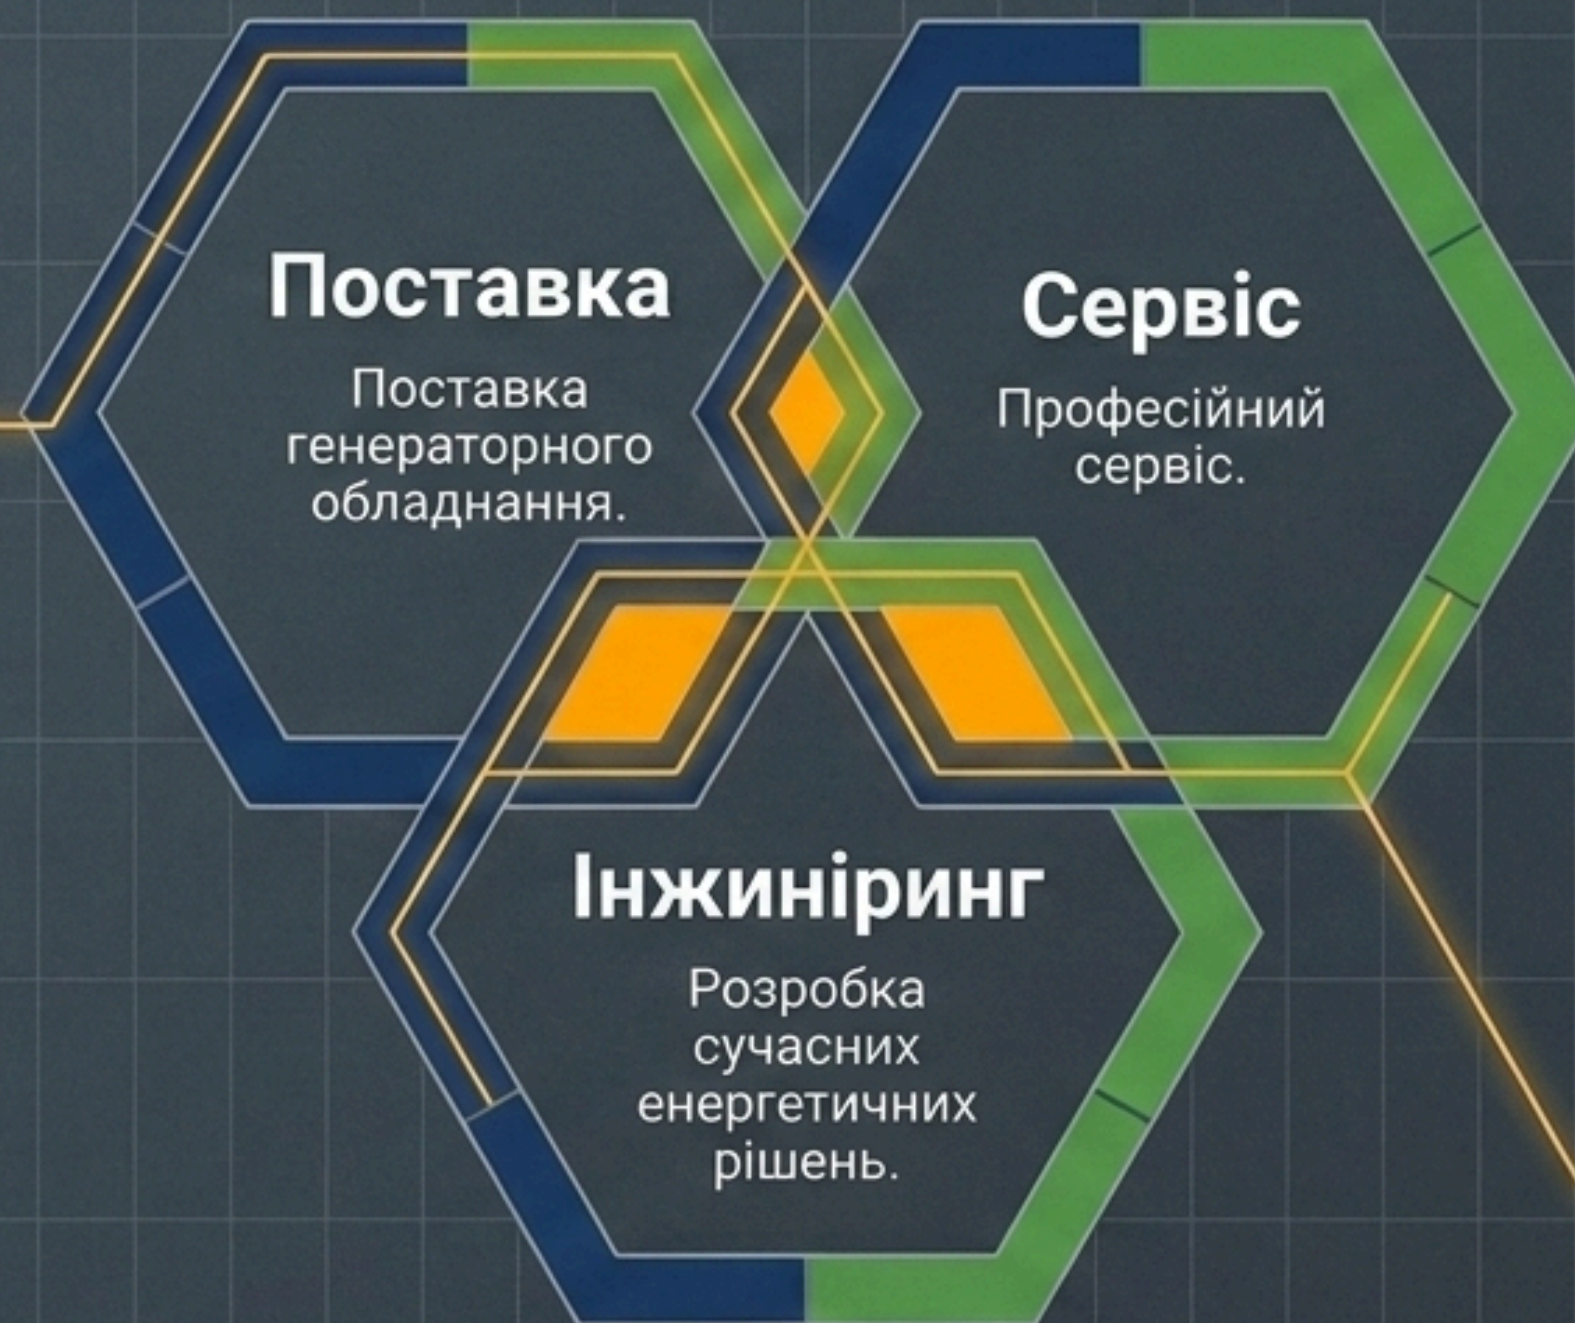 Поставка
Поставка
генераторного
обладнання.
Сервіс
Професійний
сервіс.
Інжиніринг
Розробка
сучасних
енергетичних
рішень.